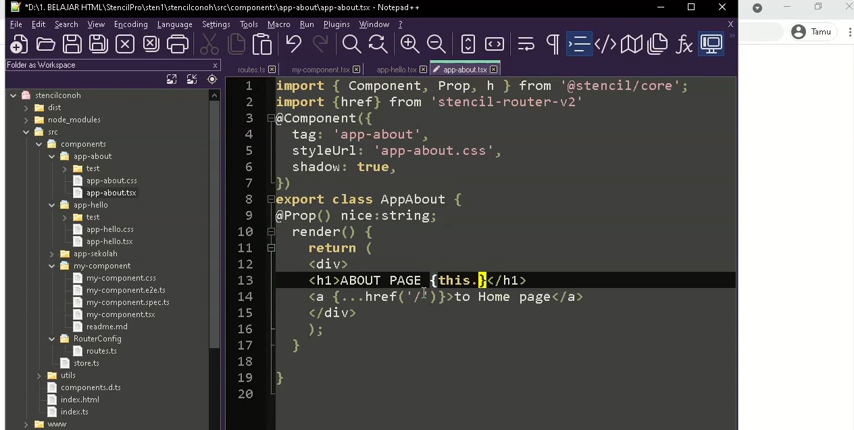 *D:\1. BELAJAR HTML\StencilPro\sten1\stencilconoh\src\components\app-about\app-about.tsx - Notepad++
File Edit Search View Encoding Language Settings Tools Macro Run Plugins Window ? X
Tamu
Folder as Workspace x
routes.ts my-component.tsx app-hello.tsx app-about.tsx
stencilconoh
dist
node_modules
src
components
app-about
test
app-about.css
app-about.tsx
app-hello
test
app-hello.css
app-hello.tsx
app-sekolah
my-component
my-component.css
my-component.e2e.ts
my-component.spec.ts
my-component.tsx
readme.md
RouterConfig
routes.ts
store.ts
utils
components.d.ts
index.html
index.ts
www
1 import { Component, Prop, h } from '@stencil/core';
2 import {href} from 'stencil-router-v2'
3 @Component({
4 tag: 'app-about',
5 styleUrl: 'app-about.css',
6 shadow: true,
7 })
8 export class AppAbout {
9 @Prop() nice:string;
10 render() {
11 return (
12 <div>
13 <h1>ABOUT PAGE {this.}</h1>
14 <a {...href('/')}>to Home page</a>
15 </div>
16 );
17 }
18
19 }
20